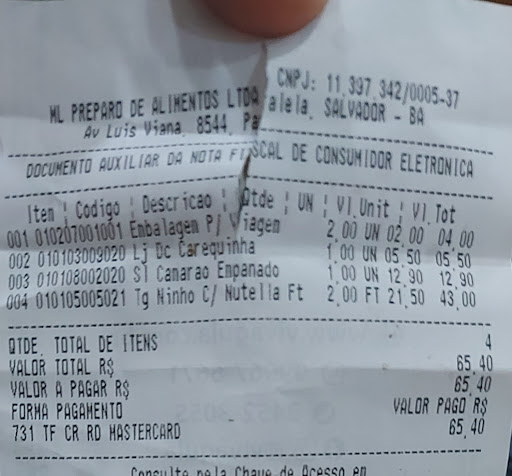 CNPJ: 11.397.342/0005-37
ML PREPARO DE ALIMENTOS LTDA
Av Luis Viana, 8544, Paralela, SALVADOR - BA
DOCUMENTO AUXILIAR DA NOTA FISCAL DE CONSUMIDOR ELETRONICA
Item | Codigo | Descricao | Qtde | UN | Vl.Unit | Vl.Tot
001 010207001001 Embalagem P/ Viagem 2,00 UN 02,00 04,00
002 010103009020 Lj Dc Carequinha 1,00 UN 05,50 05,50
003 010108002020 Sl Camarao Empanado 1,00 UN 12,90 12,90
004 010105005021 Tg Ninho C/ Nutella Ft 2,00 FT 21,50 43,00
QTDE. TOTAL DE ITENS 4
VALOR TOTAL R$ 65,40
VALOR A PAGAR R$ 65,40
FORMA PAGAMENTO VALOR PAGO R$
731 TF CR RD MASTERCARD 65,40
Consulte pela Chave de Acesso em